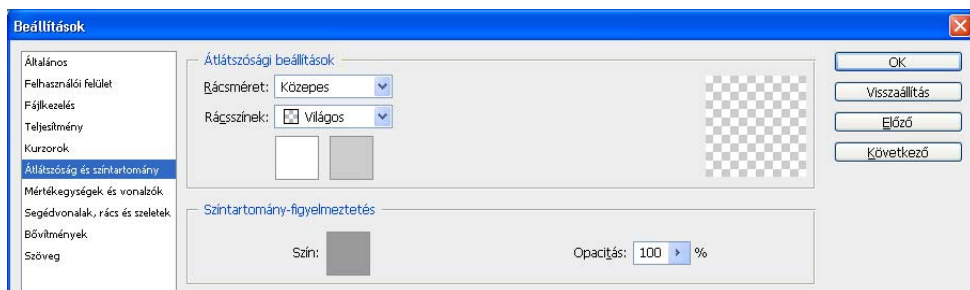 Beállítások
Általános
Felhasználói felület
Fájlkezelés
Teljesítmény
Kurzorok
Átlátszóság és színtartomány
Mértékegységek és vonalzók
Segédvonalak, rács és szeletek
Bővítmények
Szöveg
Átlátszósági beállítások
Rácsméret: Közepes
Rácsszínek: Világos
Színtartomány-figyelmeztetés
Szín:
Opacitás: 100 %
OK
Visszaállítás
Előző
Következő